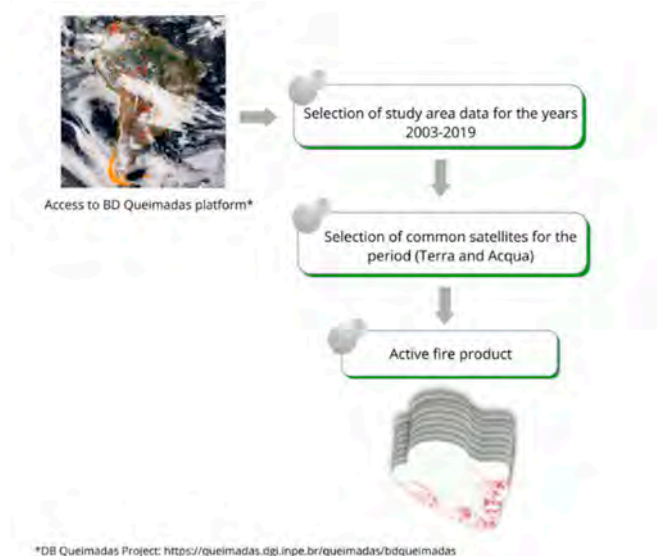 Selection of study area data for the years
2003-2019
Access to BD Queimadas platform*
Selection of common satellites for the
period (Terra and Acqua)
Active fire product
*DB Queimadas Project: https://queimadas.dgi.inpe.br/queimadas/bdqueimadas